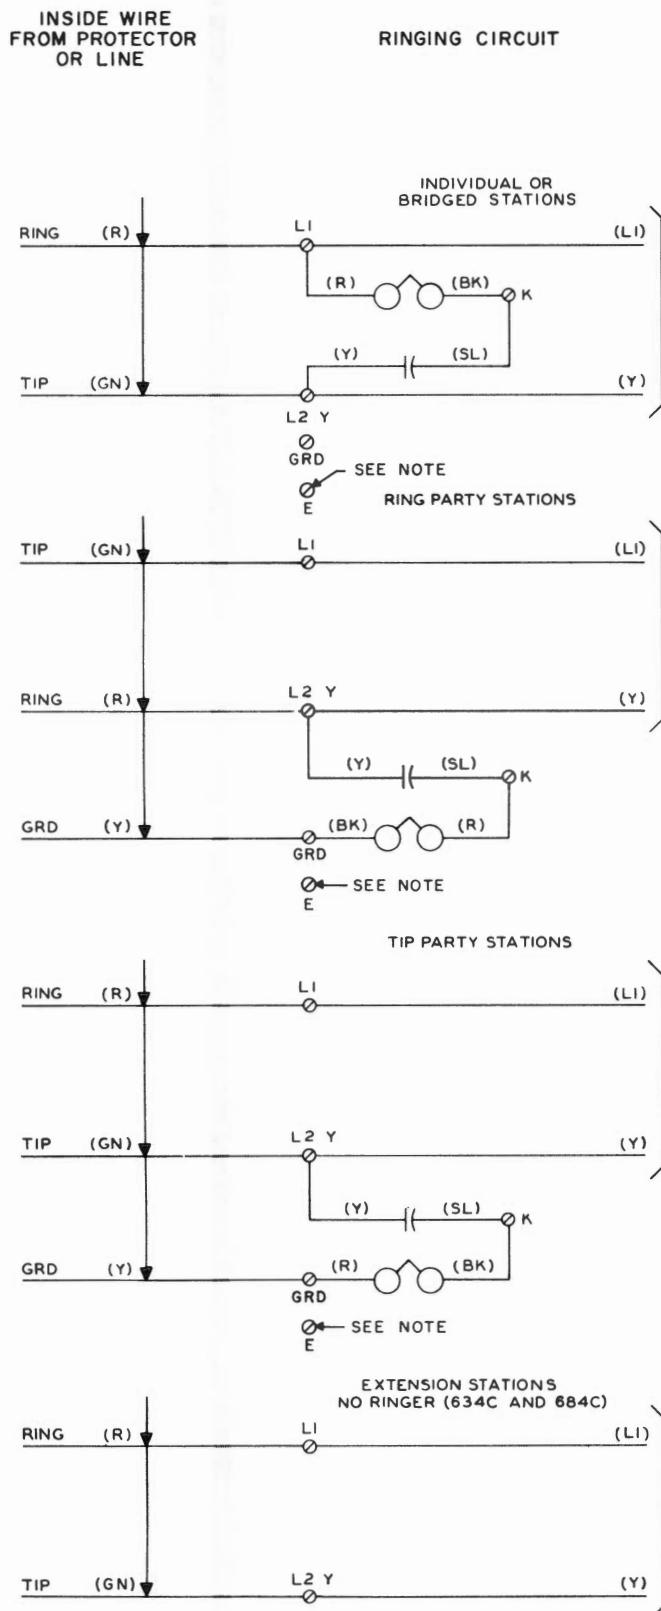 INSIDE WIRE
FROM PROTECTOR
OR LINE
RINGING CIRCUIT
INDIVIDUAL OR
BRIDGED STATIONS
RING (R) L1 (L1)
(R) (BK) K
(Y) (SL)
TIP (GN) (Y)
L2 Y
GRD
SEE NOTE
E
RING PARTY STATIONS
TIP (GN) L1 (L1)
RING (R) L2 Y (Y)
(Y) (SL) K
GRD (Y) (BK) (R)
GRD
SEE NOTE
E
TIP PARTY STATIONS
RING (R) L1 (L1)
TIP (GN) L2 Y (Y)
(Y) (SL) K
GRD (Y) (R) (BK)
GRD
SEE NOTE
E
EXTENSION STATIONS
NO RINGER (634C AND 684C)
RING (R) L1 (L1)
TIP (GN) L2 Y (Y)